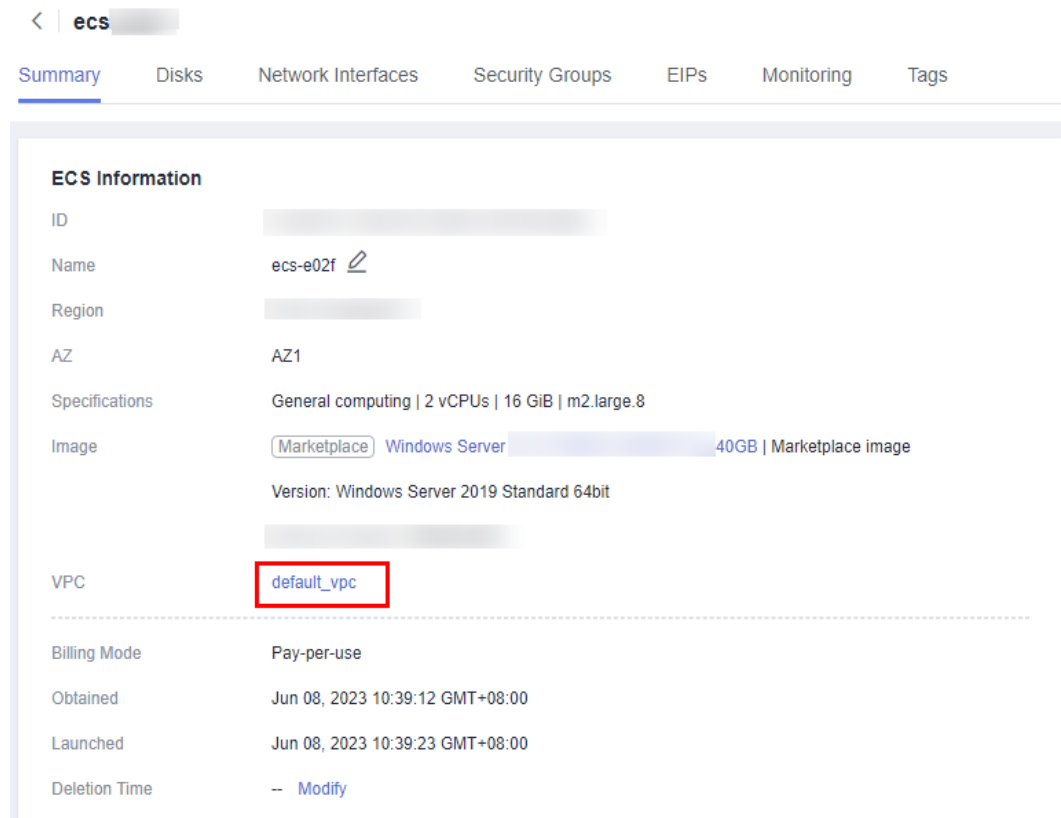 ecs
Summary Disks Network Interfaces Security Groups EIPs Monitoring Tags
ECS Information
ID
Name ecs-e02f
Region
AZ AZ1
Specifications General computing | 2 vCPUs | 16 GiB | m2.large.8
Image Marketplace Windows Server 40GB | Marketplace image
Version: Windows Server 2019 Standard 64bit
VPC default_vpc
Billing Mode Pay-per-use
Obtained Jun 08, 2023 10:39:12 GMT+08:00
Launched Jun 08, 2023 10:39:23 GMT+08:00
Deletion Time -- Modify